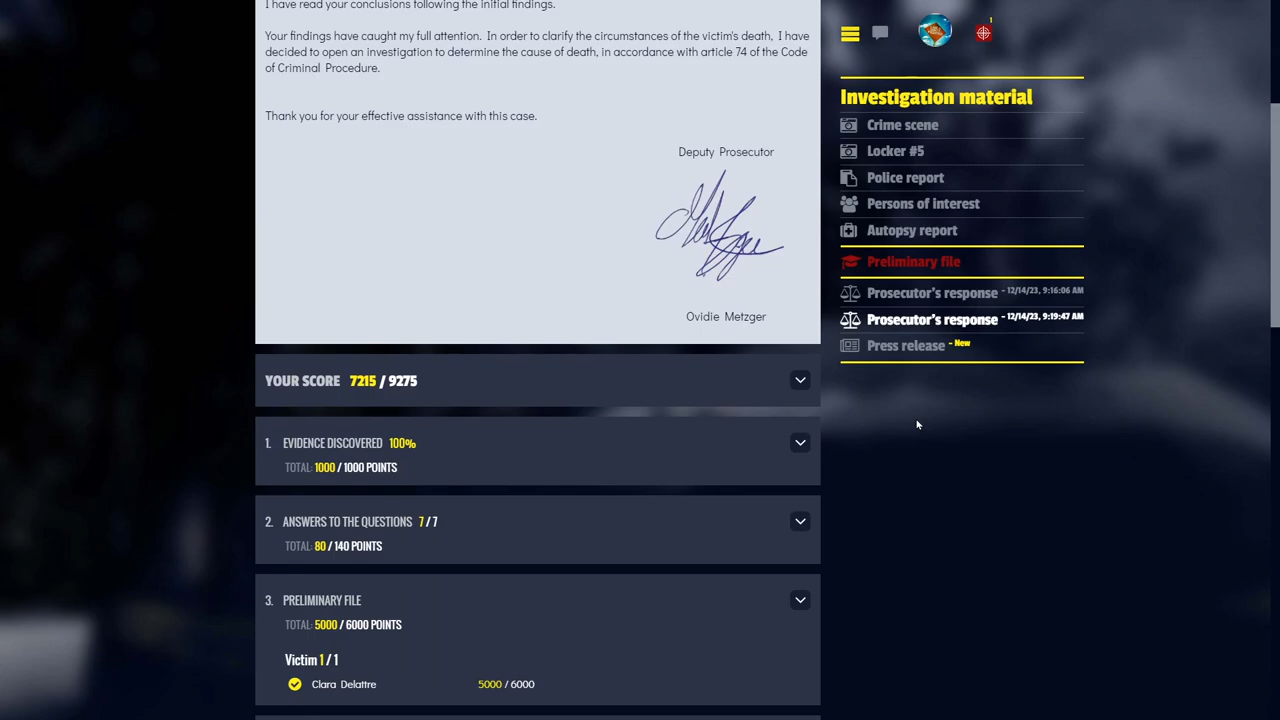 I have read your conclusions following the initial findings.
Your findings have caught my full attention. In order to clarify the circumstances of the victim's death, I have
decided to open an investigation to determine the cause of death, in accordance with article 74 of the Code
of Criminal Procedure.
Thank you for your effective assistance with this case.
Deputy Prosecutor
Ovidie Metzger
YOUR SCORE 7215 / 9275
1. EVIDENCE DISCOVERED 100%
TOTAL: 1000 / 1000 POINTS
2. ANSWERS TO THE QUESTIONS 7 / 7
TOTAL: 80 / 140 POINTS
3. PRELIMINARY FILE
TOTAL: 5000 / 6000 POINTS
Victim 1 / 1
Clara Delattre 5000 / 6000
!
Investigation material
Crime scene
Locker #5
Police report
Persons of interest
Autopsy report
Preliminary file
Prosecutor's response - 12/14/23, 9:16:06 AM
Prosecutor's response - 12/14/23, 9:19:47 AM
Press release - New